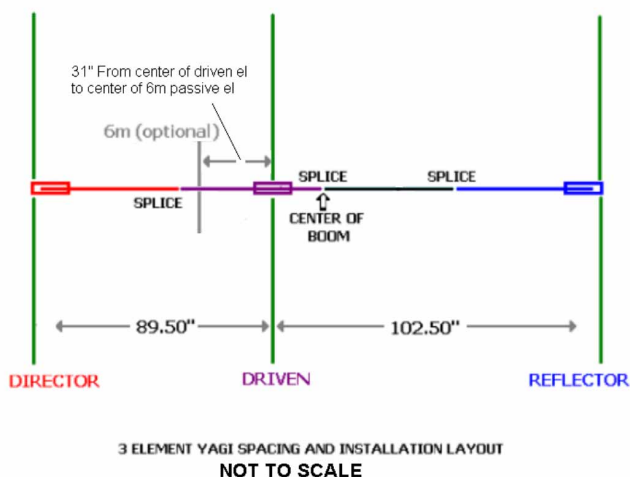 31" From center of driven el
to center of 6m passive el
6m (optional)
SPLICE
SPLICE
SPLICE
CENTER OF
BOOM
89.50"
102.50"
DIRECTOR
DRIVEN
REFLECTOR
3 ELEMENT YAGI SPACING AND INSTALLATION LAYOUT
NOT TO SCALE